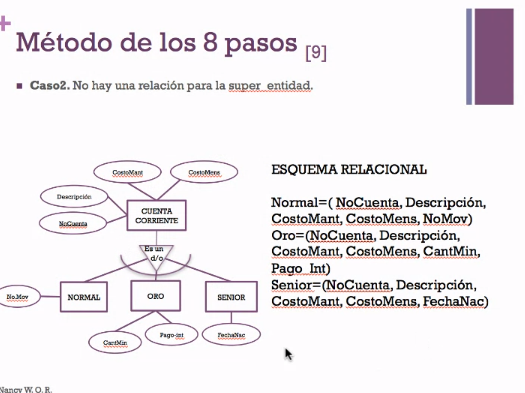 +
Método de los 8 pasos [9]
Caso2. No hay una relación para la super_entidad.
CostoMant
CostoMens
Descripción
NoCuenta
CUENTA
CORRIENTE
Es un
d/o
NORMAL
ORO
SENIOR
No.Mov
CantMin
Pago-int
FechaNac
ESQUEMA RELACIONAL
Normal=( NoCuenta, Descripción,
CostoMant, CostoMens, NoMov)
Oro=(NoCuenta, Descripción,
CostoMant, CostoMens, CantMin,
Pago_Int)
Senior=(NoCuenta, Descripción,
CostoMant, CostoMens, FechaNac)
Nancy W. O. R.